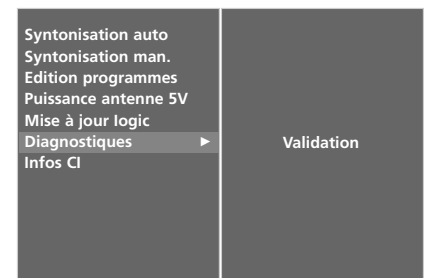 Syntonisation auto
Syntonisation man.
Edition programmes
Puissance antenne 5V
Mise à jour logic
Diagnostiques ►
Validation
Infos CI